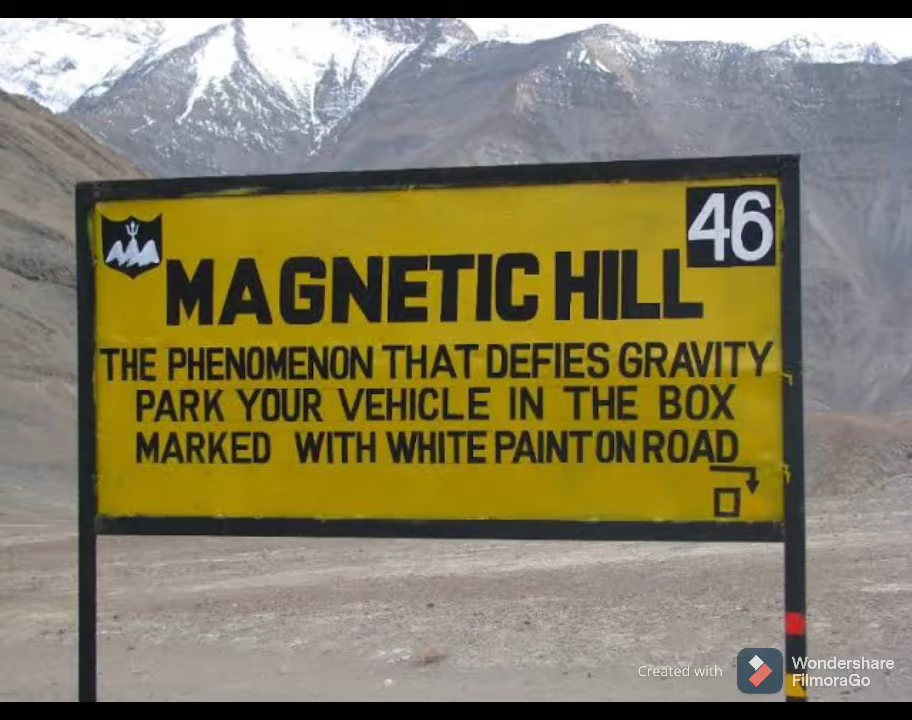 46
MAGNETIC HILL
THE PHENOMENON THAT DEFIES GRAVITY
PARK YOUR VEHICLE IN THE BOX
MARKED WITH WHITE PAINT ON ROAD
Created with
Wondershare
FilmoraGo